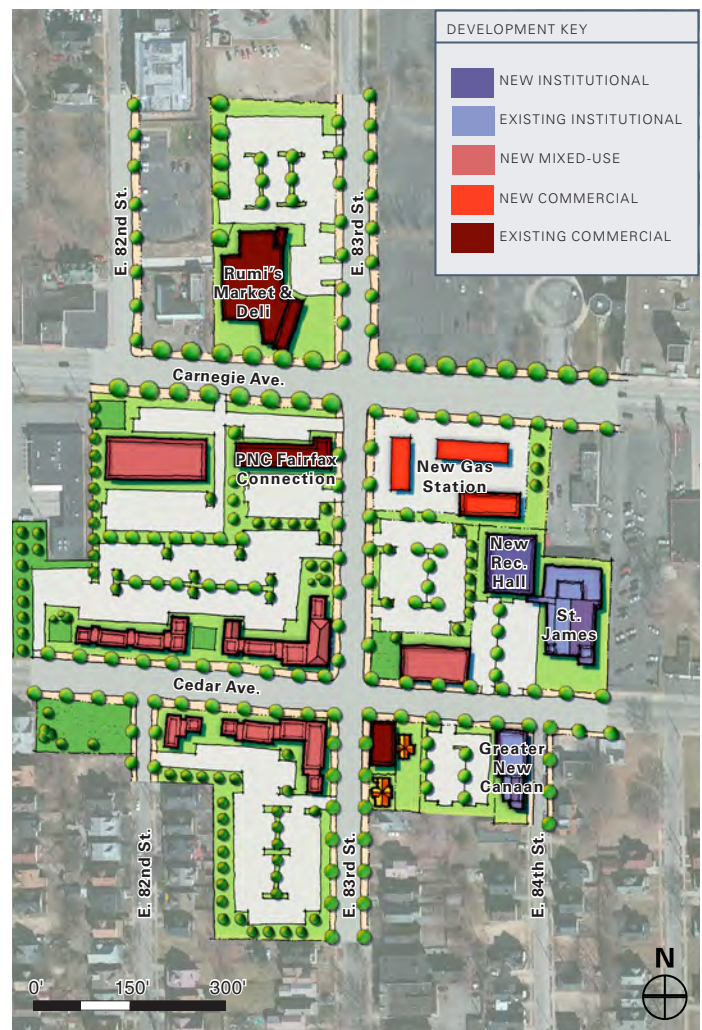 DEVELOPMENT KEY
NEW INSTITUTIONAL
EXISTING INSTITUTIONAL
NEW MIXED-USE
NEW COMMERCIAL
EXISTING COMMERCIAL
E. 82nd St.
E. 83rd St.
Rumi's
Market &
Deli
Carnegie Ave.
PNC Fairfax
Connection
New Gas
Station
New
Rec.
Hall
St.
James
Cedar Ave.
Greater
New
Canaan
E. 82nd St.
E. 83rd St.
E. 84th St.
N
0' 150' 300'